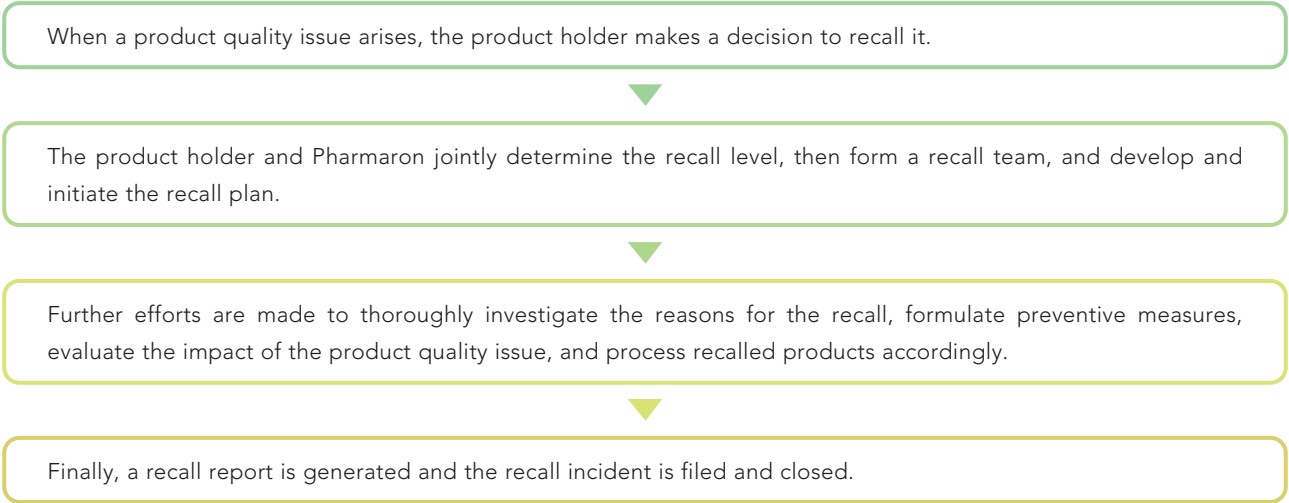 When a product quality issue arises, the product holder makes a decision to recall it.
The product holder and Pharmaron jointly determine the recall level, then form a recall team, and develop and
initiate the recall plan.
Further efforts are made to thoroughly investigate the reasons for the recall, formulate preventive measures,
evaluate the impact of the product quality issue, and process recalled products accordingly.
Finally, a recall report is generated and the recall incident is filed and closed.